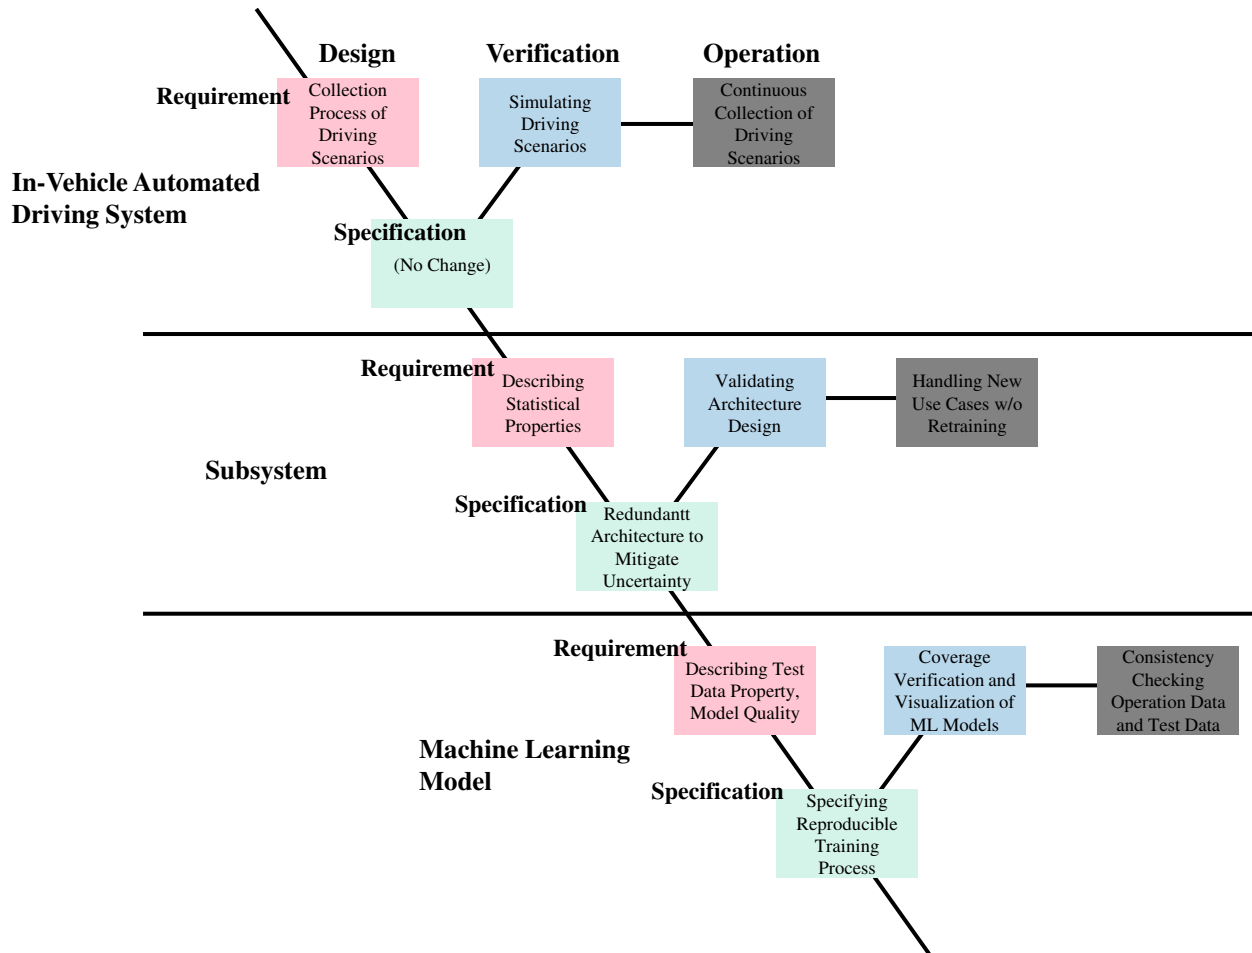 Design
Verification
Operation
Requirement
Collection
Process of
Driving
Scenarios
Simulating
Driving
Scenarios
Continuous
Collection of
Driving
Scenarios
In-Vehicle Automated
Driving System
Specification
(No Change)
Requirement
Describing
Statistical
Properties
Validating
Architecture
Design
Handling New
Use Cases w/o
Retraining
Subsystem
Specification
Redundantt
Architecture to
Mitigate
Uncertainty
Requirement
Describing Test
Data Property,
Model Quality
Coverage
Verification and
Visualization of
ML Models
Consistency
Checking
Operation Data
and Test Data
Machine Learning
Model
Specification
Specifying
Reproducible
Training
Process